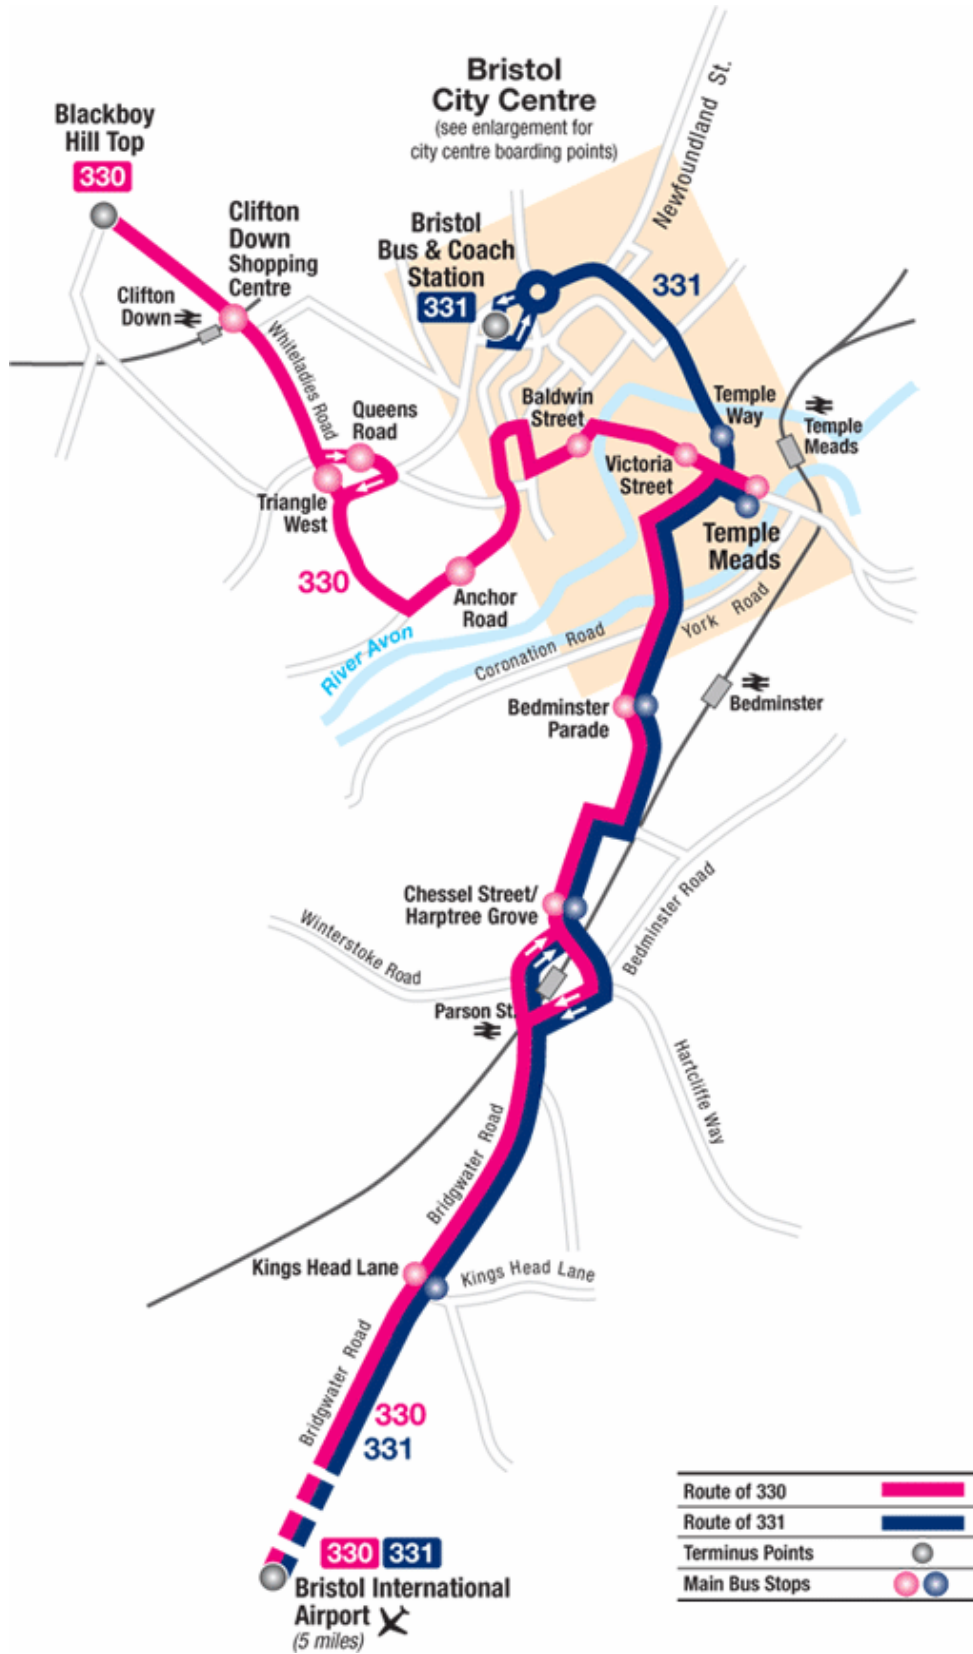 Bristol
City Centre
(see enlargement for
city centre boarding points)
Newfoundland St.
Blackboy
Hill Top
330
Clifton
Down
Shopping
Centre
Clifton
Down
Bristol
Bus & Coach
Station
331
331
Whiteladies Road
Queens
Road
Triangle
West
Baldwin
Street
Temple
Way
Temple
Meads
Victoria
Street
Temple
Meads
330
Anchor
Road
River Avon
Coronation Road
York Road
Bedminster
Parade
Bedminster
Chessel Street/
Harptree Grove
Bedminster Road
Winterstoke Road
Parson St.
Hartcliffe Way
Bridgwater Road
Kings Head Lane
Kings Head Lane
Bridgwater Road
330
331
330 331
Bristol International
Airport
(5 miles)
Route of 330
Route of 331
Terminus Points
Main Bus Stops